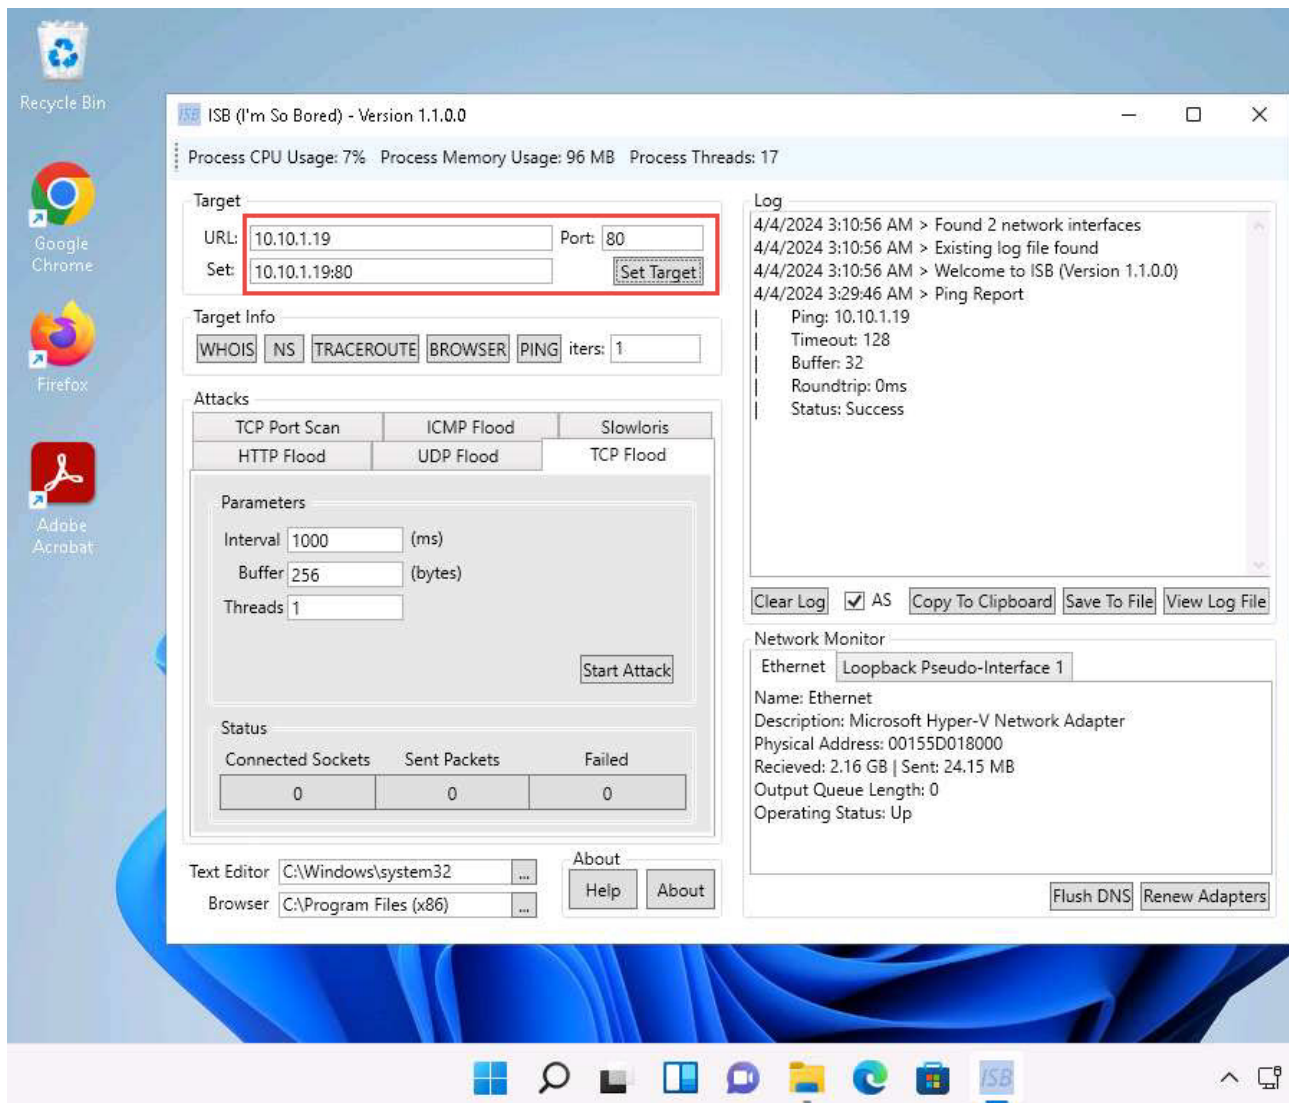 Recycle Bin
Google
Chrome
Firefox
Adobe
Acrobat
ISB ISB (I'm So Bored) - Version 1.1.0.0
Process CPU Usage: 7% Process Memory Usage: 96 MB Process Threads: 17
Target
URL: 10.10.1.19 Port: 80
Set: 10.10.1.19:80 Set Target
Target Info
WHOIS NS TRACEROUTE BROWSER PING iters: 1
Attacks
TCP Port Scan ICMP Flood Slowloris
HTTP Flood UDP Flood TCP Flood
Parameters
Interval 1000 (ms)
Buffer 256 (bytes)
Threads 1
Start Attack
Status
Connected Sockets Sent Packets Failed
0 0 0
Text Editor C:\Windows\system32 ...
Browser C:\Program Files (x86) ...
About
Help About
Log
4/4/2024 3:10:56 AM > Found 2 network interfaces
4/4/2024 3:10:56 AM > Existing log file found
4/4/2024 3:10:56 AM > Welcome to ISB (Version 1.1.0.0)
4/4/2024 3:29:46 AM > Ping Report
| Ping: 10.10.1.19
| Timeout: 128
| Buffer: 32
| Roundtrip: 0ms
| Status: Success
Clear Log AS Copy To Clipboard Save To File View Log File
Network Monitor
Ethernet Loopback Pseudo-Interface 1
Name: Ethernet
Description: Microsoft Hyper-V Network Adapter
Physical Address: 00155D018000
Recieved: 2.16 GB | Sent: 24.15 MB
Output Queue Length: 0
Operating Status: Up
Flush DNS Renew Adapters
ISB